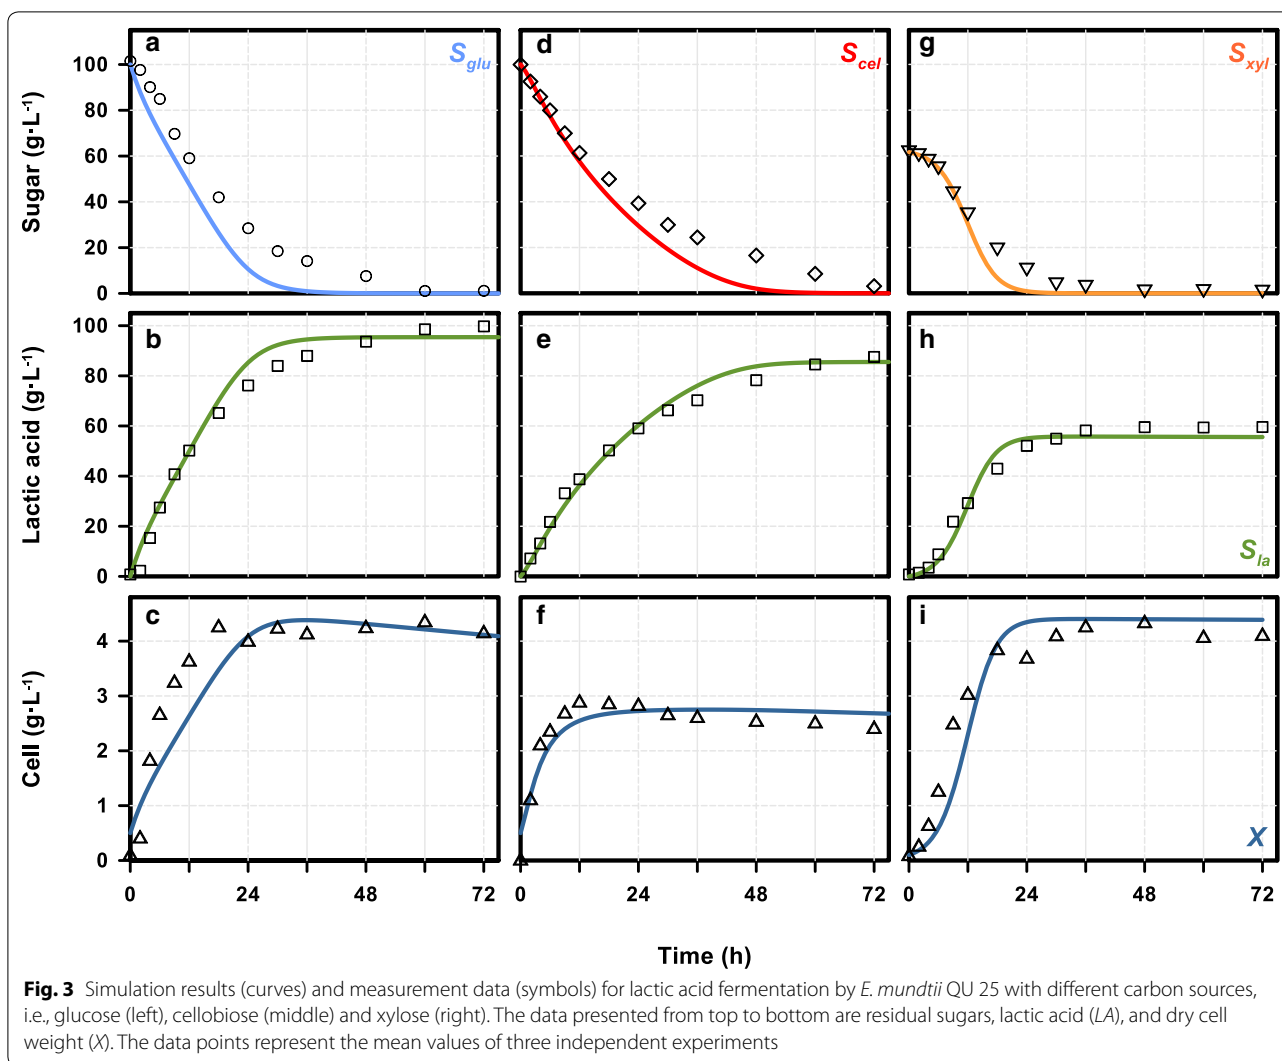 a
S_glu
d
S_cel
g
S_xyl
Sugar (g·L-1)
100
80
60
40
20
0
b
e
h
S_la
Lactic acid (g·L-1)
100
80
60
40
20
0
c
f
i
X
Cell (g·L-1)
4
3
2
1
0
0 24 48 72 0 24 48 72 0 24 48 72
Time (h)
Fig. 3 Simulation results (curves) and measurement data (symbols) for lactic acid fermentation by E. mundtii QU 25 with different carbon sources,
i.e., glucose (left), cellobiose (middle) and xylose (right). The data presented from top to bottom are residual sugars, lactic acid (LA), and dry cell
weight (X). The data points represent the mean values of three independent experiments